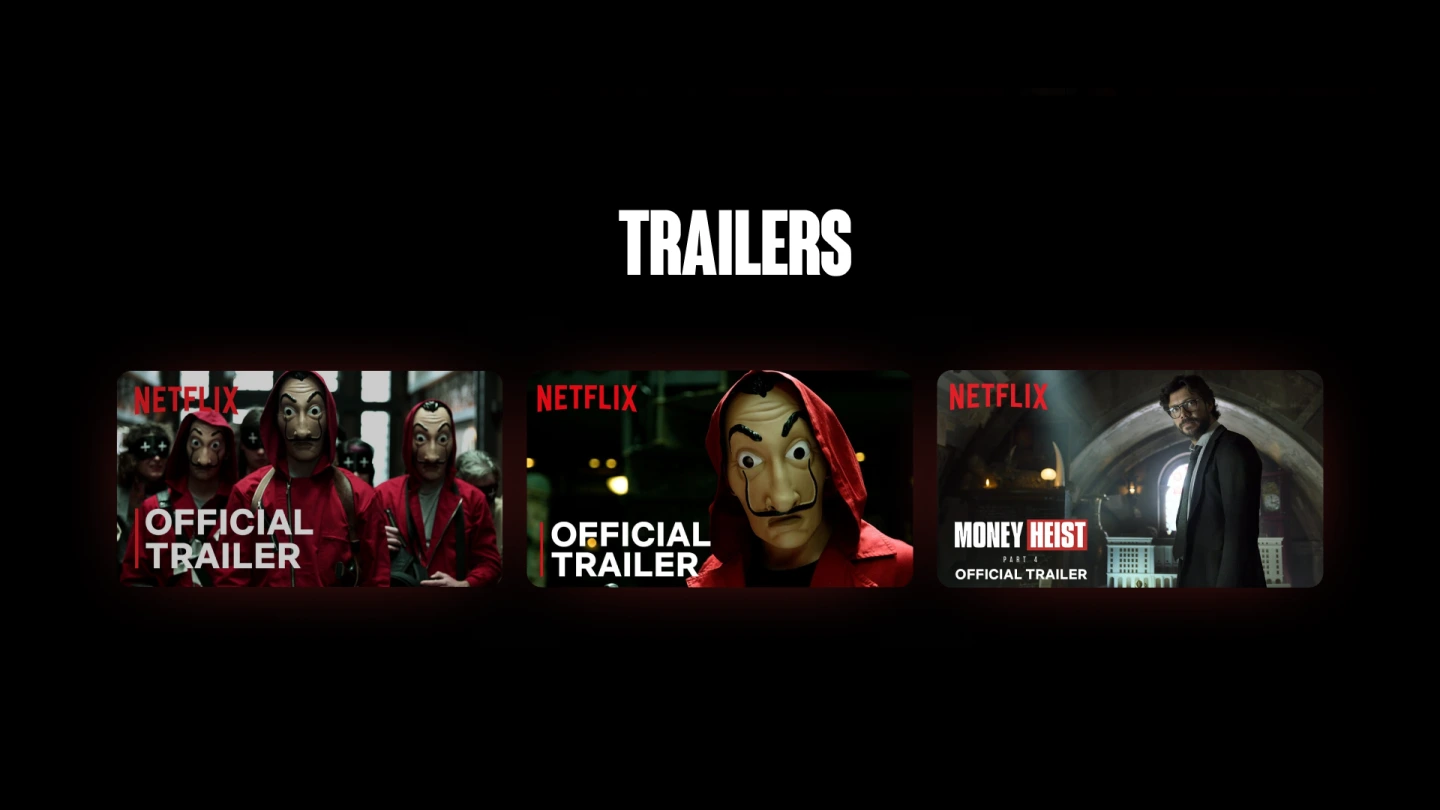 TRAILERS
NETFLIX
OFFICIAL
TRAILER
NETFLIX
OFFICIAL
TRAILER
NETFLIX
MONEY HEIST
PART 4
OFFICIAL TRAILER